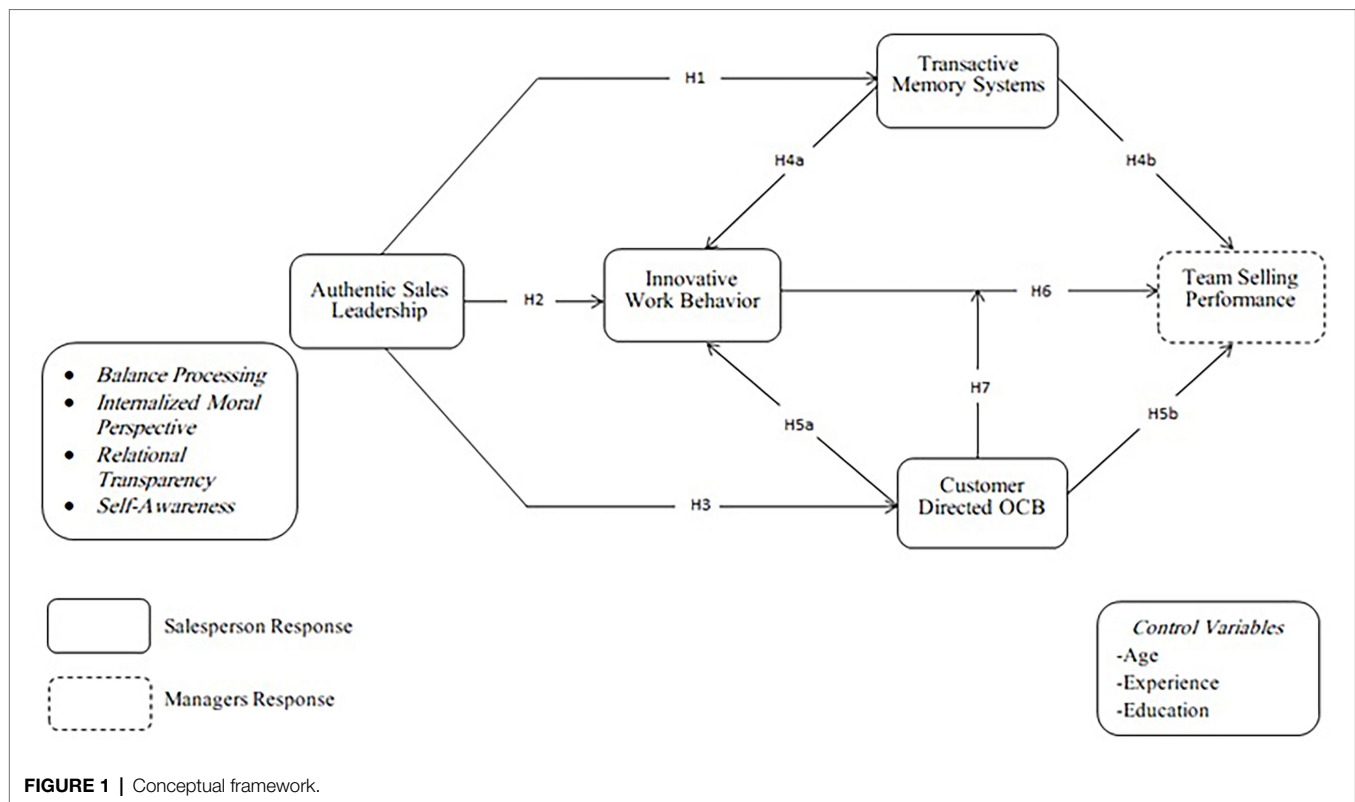 Transactive
Memory Systems
H1
H4a
H4b
Authentic Sales
Leadership
H2
Innovative
Work Behavior
H6
Team Selling
Performance
• Balance Processing
• Internalized Moral
Perspective
• Relational
Transparency
• Self-Awareness
H7
H5a
H5b
H3
Customer
Directed OCB
Salesperson Response
Managers Response
Control Variables
-Age
-Experience
-Education
FIGURE 1 | Conceptual framework.